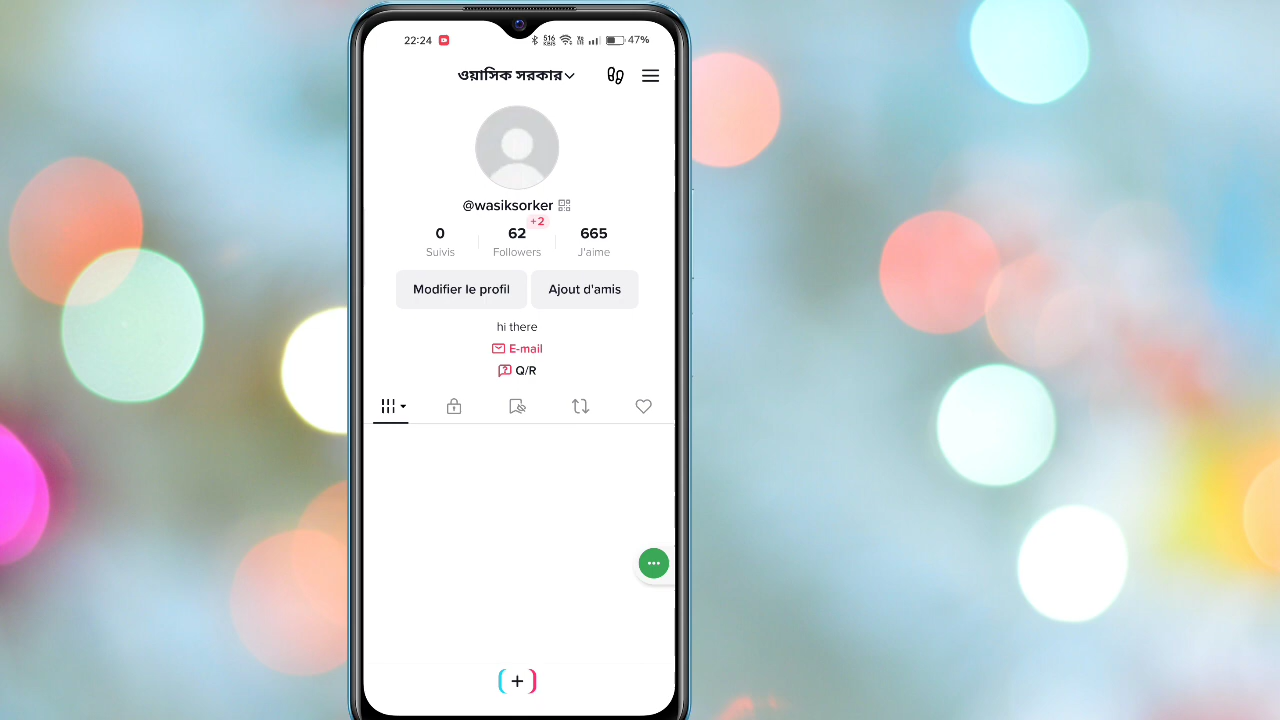 22:24 47%
ওয়াসিক সরকার
@wasiksorker
+2
0 62 665
Suivis Followers J'aime
Modifier le profil Ajout d'amis
hi there
E-mail
Q/R